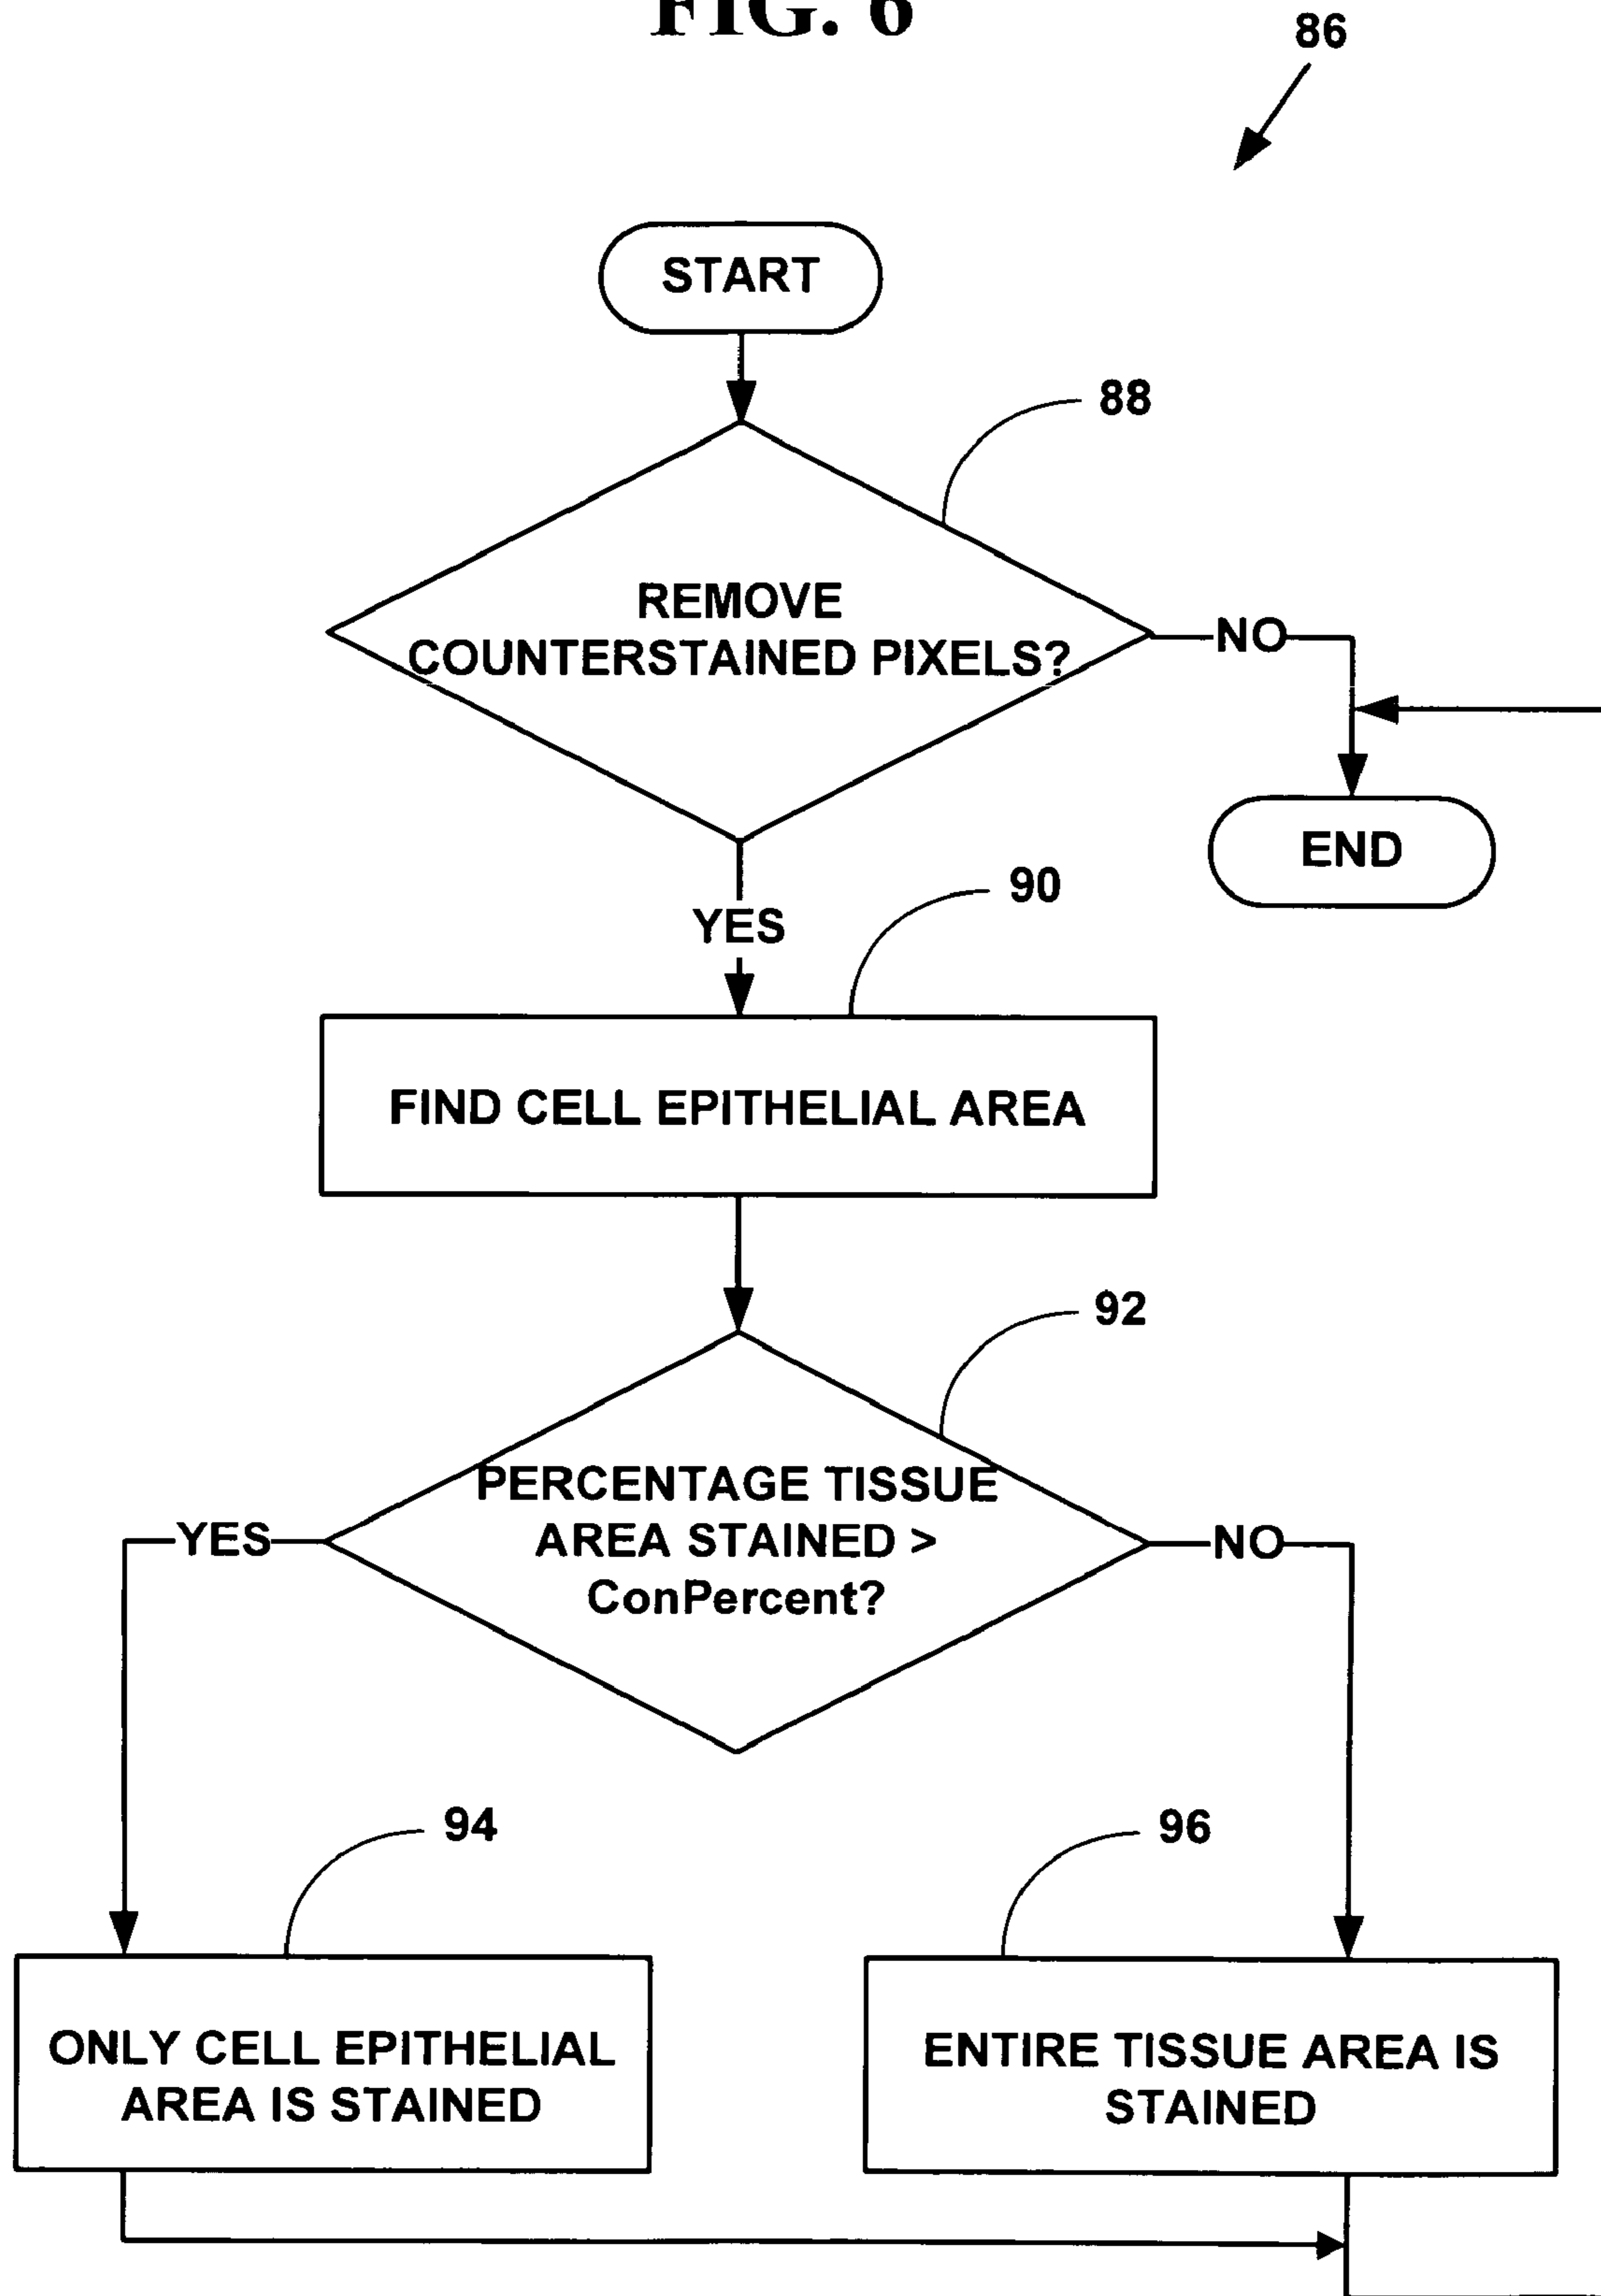 FIG. 6
86
START
88
REMOVE
COUNTERSTAINED PIXELS?
NO
END
YES
90
FIND CELL EPITHELIAL AREA
92
PERCENTAGE TISSUE
AREA STAINED >
ConPercent?
YES
NO
94
96
ONLY CELL EPITHELIAL
AREA IS STAINED
ENTIRE TISSUE AREA IS
STAINED